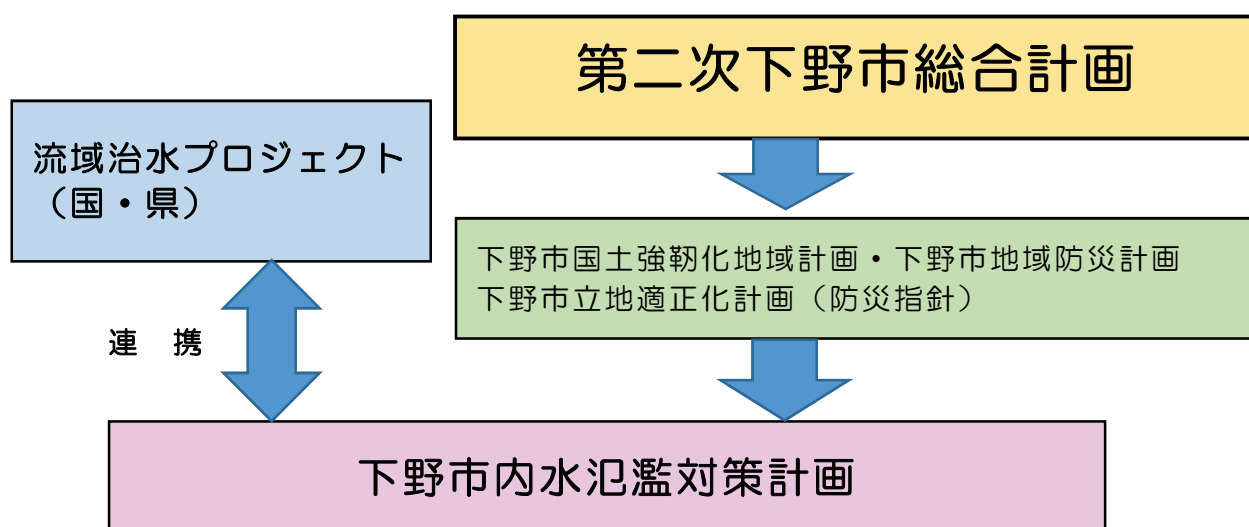 第二次下野市総合計画
流域治水プロジェクト
（国・県）
下野市国土強靭化地域計画・下野市地域防災計画
下野市立地適正化計画（防災指針）
連　携
下野市内水氾濫対策計画